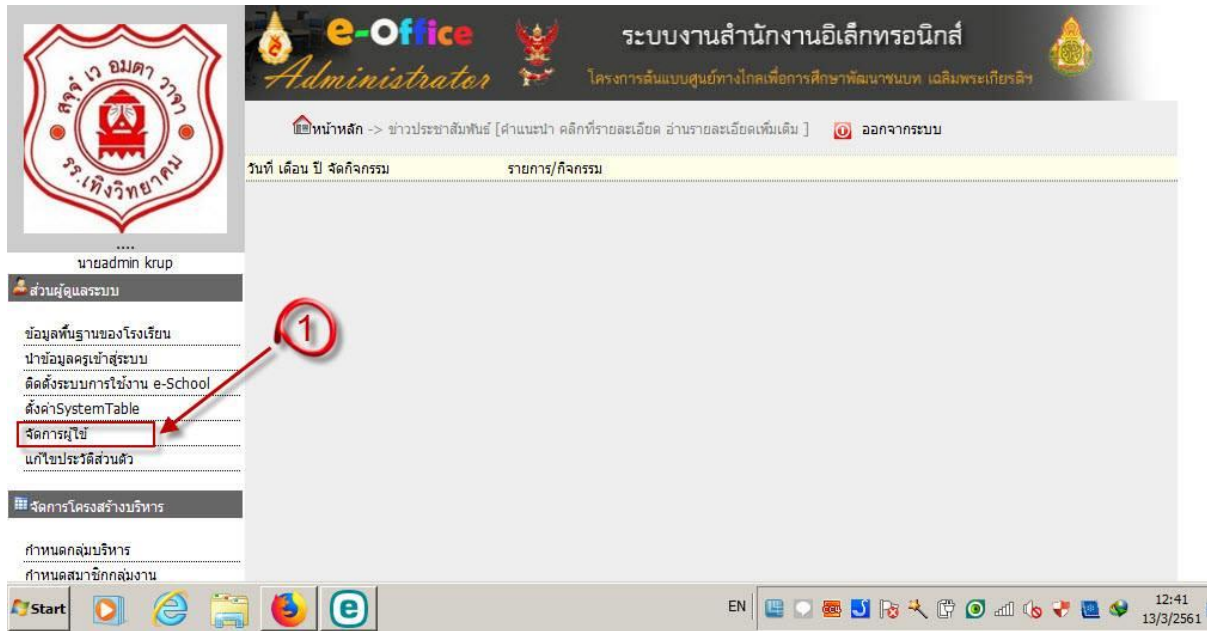 สจฺจํ เว อมตา วาจา
รร.เทิงวิทยาคม
....
นายadmin krup
ส่วนผู้ดูแลระบบ
ข้อมูลพื้นฐานของโรงเรียน
นำข้อมูลครูเข้าสู่ระบบ
ติดตั้งระบบการใช้งาน e-School
ตั้งค่าSystemTable
จัดการผู้ใช้
แก้ไขประวัติส่วนตัว
จัดการโครงสร้างบริหาร
กำหนดกลุ่มบริหาร
กำหนดสมาชิกกลุ่มงาน
e-Office
Administrator
ระบบงานสำนักงานอิเล็กทรอนิกส์
โครงการต้นแบบศูนย์ทางไกลเพื่อการศึกษาพัฒนาชนบท เฉลิมพระเกียรติฯ
หน้าหลัก -> ข่าวประชาสัมพันธ์ [คำแนะนำ คลิกที่รายละเอียด อ่านรายละเอียดเพิ่มเติม ] ออกจากระบบ
วันที่ เดือน ปี จัดกิจกรรม รายการ/กิจกรรม
1
Start
EN
12:41
13/3/2561